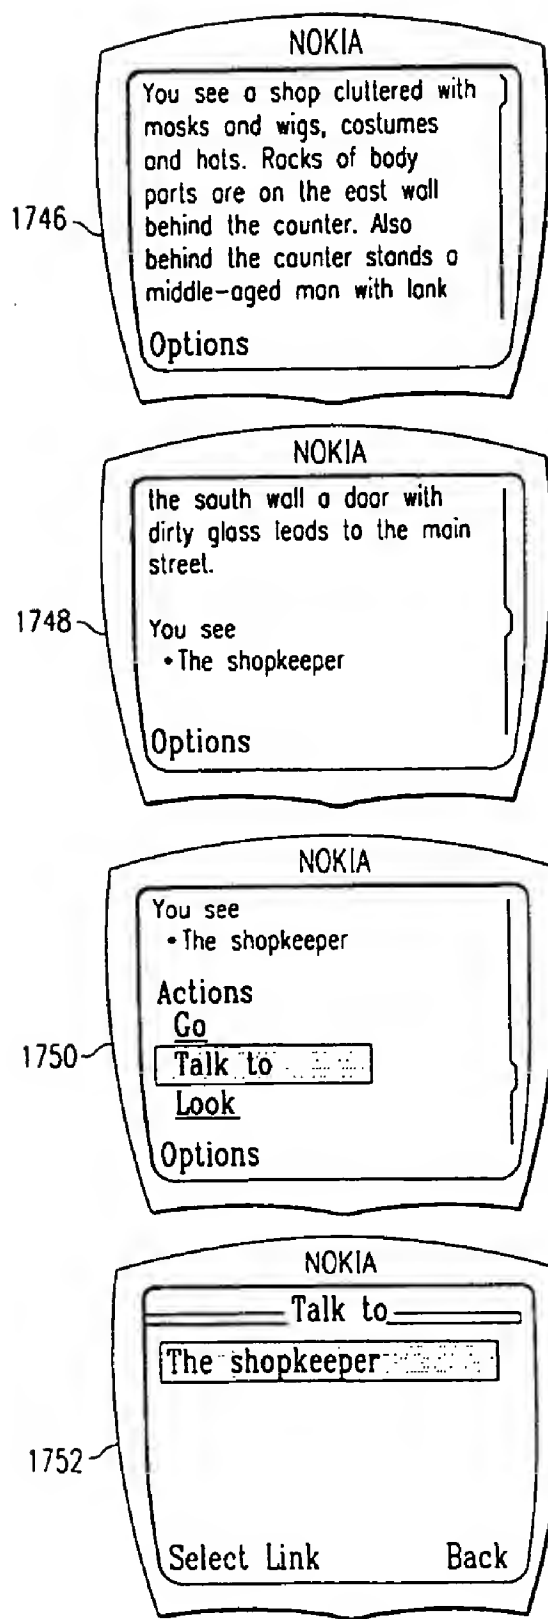 NOKIA
You see a shop cluttered with
masks and wigs, costumes
and hats. Racks of body
parts are on the east wall
behind the counter. Also
behind the counter stands a
middle-aged man with lank
Options
1746
NOKIA
the south wall a door with
dirty glass leads to the main
street.
You see
•The shopkeeper
Options
1748
NOKIA
You see
•The shopkeeper
Actions
Go
Talk to
Look
Options
1750
NOKIA
Talk to
The shopkeeper
Select Link Back
1752